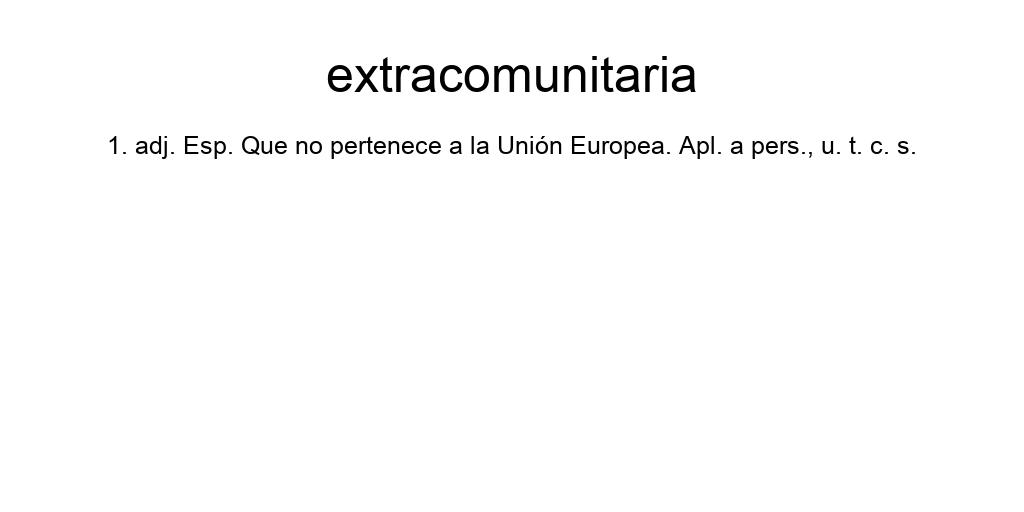 extracomunitaria
1. adj. Esp. Que no pertenece a la Unión Europea. Apl. a pers., u. t. c. s.